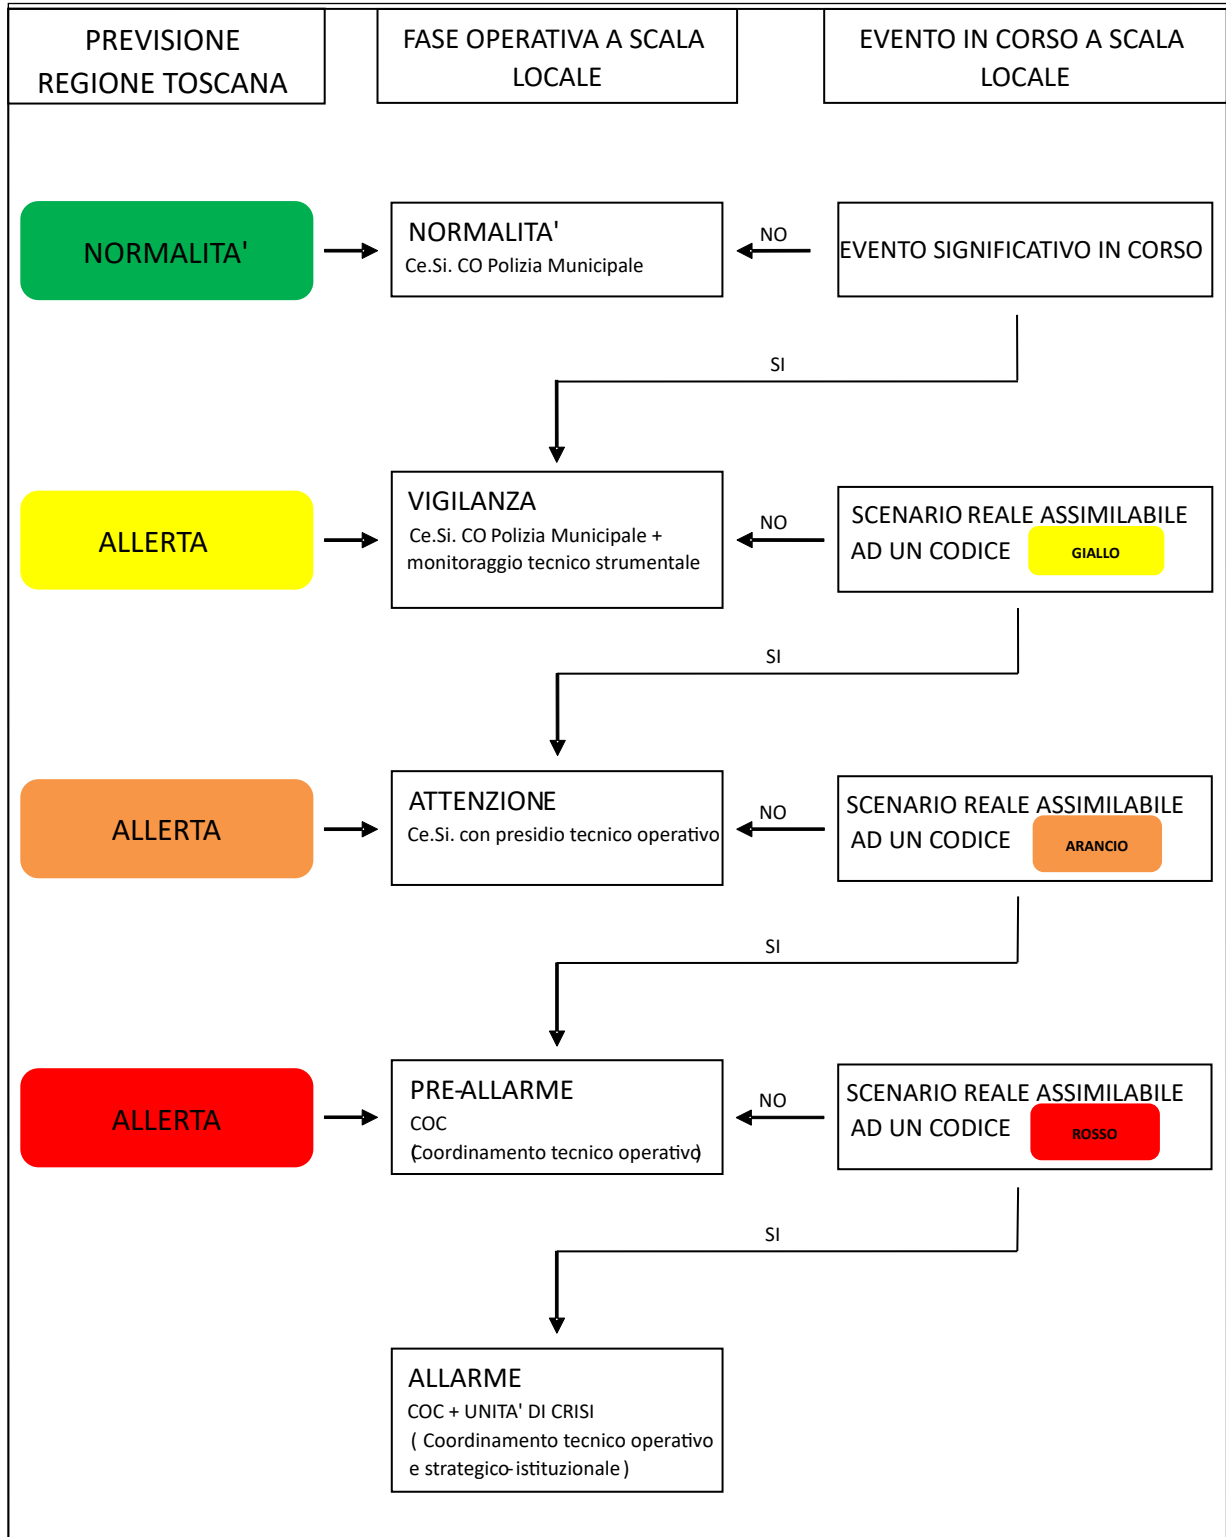 PREVISIONE
REGIONE TOSCANA
FASE OPERATIVA A SCALA
LOCALE
EVENTO IN CORSO A SCALA
LOCALE
NORMALITA'
NORMALITA'
Ce.Si. CO Polizia Municipale
NO
EVENTO SIGNIFICATIVO IN CORSO
SI
ALLERTA
VIGILANZA
Ce.Si. CO Polizia Municipale +
monitoraggio tecnico strumentale
NO
SCENARIO REALE ASSIMILABILE
AD UN CODICE GIALLO
SI
ALLERTA
ATTENZIONE
Ce.Si. con presidio tecnico operativo
NO
SCENARIO REALE ASSIMILABILE
AD UN CODICE ARANCIO
SI
ALLERTA
PRE-ALLARME
COC
(Coordinamento tecnico operativo)
NO
SCENARIO REALE ASSIMILABILE
AD UN CODICE ROSSO
SI
ALLARME
COC + UNITA' DI CRISI
( Coordinamento tecnico operativo
e strategico-istituzionale )